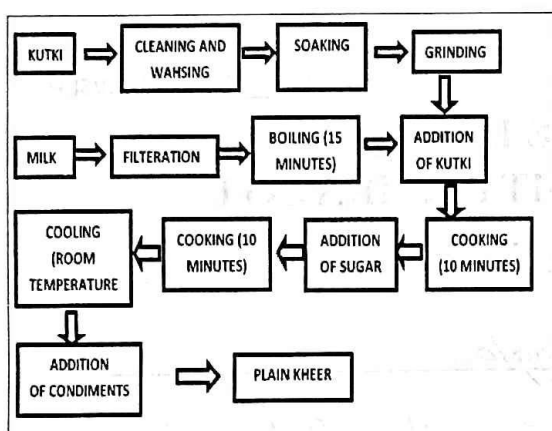 KUTKI
CLEANING AND
WAHSING
SOAKING
GRINDING
MILK
FILTERATION
BOILING (15
MINUTES)
ADDITION
OF KUTKI
COOKING
(10 MINUTES)
ADDITION
OF SUGAR
COOKING (10
MINUTES)
COOLING
(ROOM
TEMPERATURE
ADDITION
OF CONDIMENTS
PLAIN KHEER